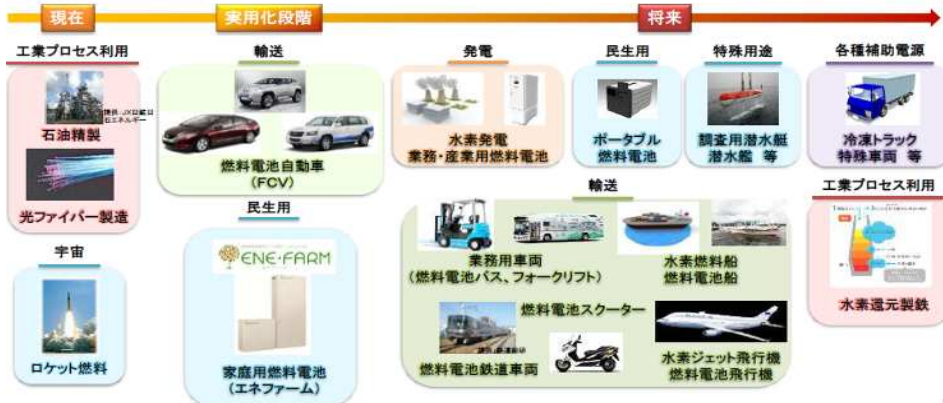 現在
実用化段階
将来
工業プロセス利用
石油精製
光ファイバー製造
宇宙
ロケット燃料
輸送
燃料電池自動車
(FCV)
民生用
ENE・FARM
家庭用燃料電池
(エネファーム)
発電
水素発電
業務・産業用燃料電池
民生用
ポータブル
燃料電池
特殊用途
調査用潜水艇
潜水艦 等
各種補助電源
冷凍トラック
特殊車両 等
輸送
業務用車両
(燃料電池バス、フォークリフト)
水素燃料船
燃料電池船
燃料電池スクーター
燃料電池鉄道車両
水素ジェット飛行機
燃料電池飛行機
工業プロセス利用
水素還元製鉄